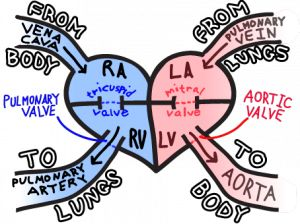 FROM
VENA
CAVA
BODY
FROM
PULMONARY
VEIN
LUNGS
RA
LA
tricuspid
valve
mitral
valve
PULMONARY
VALVE
AORTIC
VALVE
RV
LV
TO
PULMONARY
ARTERY
LUNGS
TO
AORTA
BODY